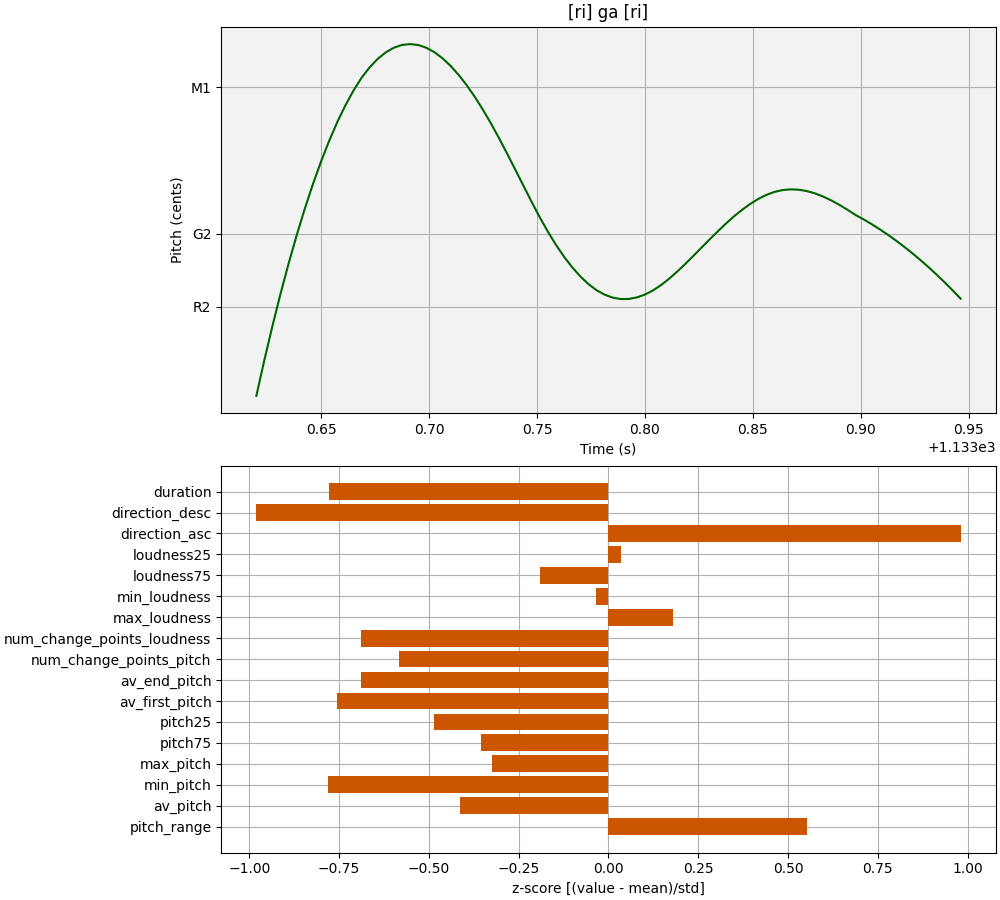 [ri] ga [ri]
M1
G2
R2
Pitch (cents)
0.65 0.70 0.75 0.80 0.85 0.90 0.95
Time (s)
+1.133e3
duration
direction_desc
direction_asc
loudness25
loudness75
min_loudness
max_loudness
num_change_points_loudness
num_change_points_pitch
av_end_pitch
av_first_pitch
pitch25
pitch75
max_pitch
min_pitch
av_pitch
pitch_range
−1.00 −0.75 −0.50 −0.25 0.00 0.25 0.50 0.75 1.00
z-score [(value - mean)/std]